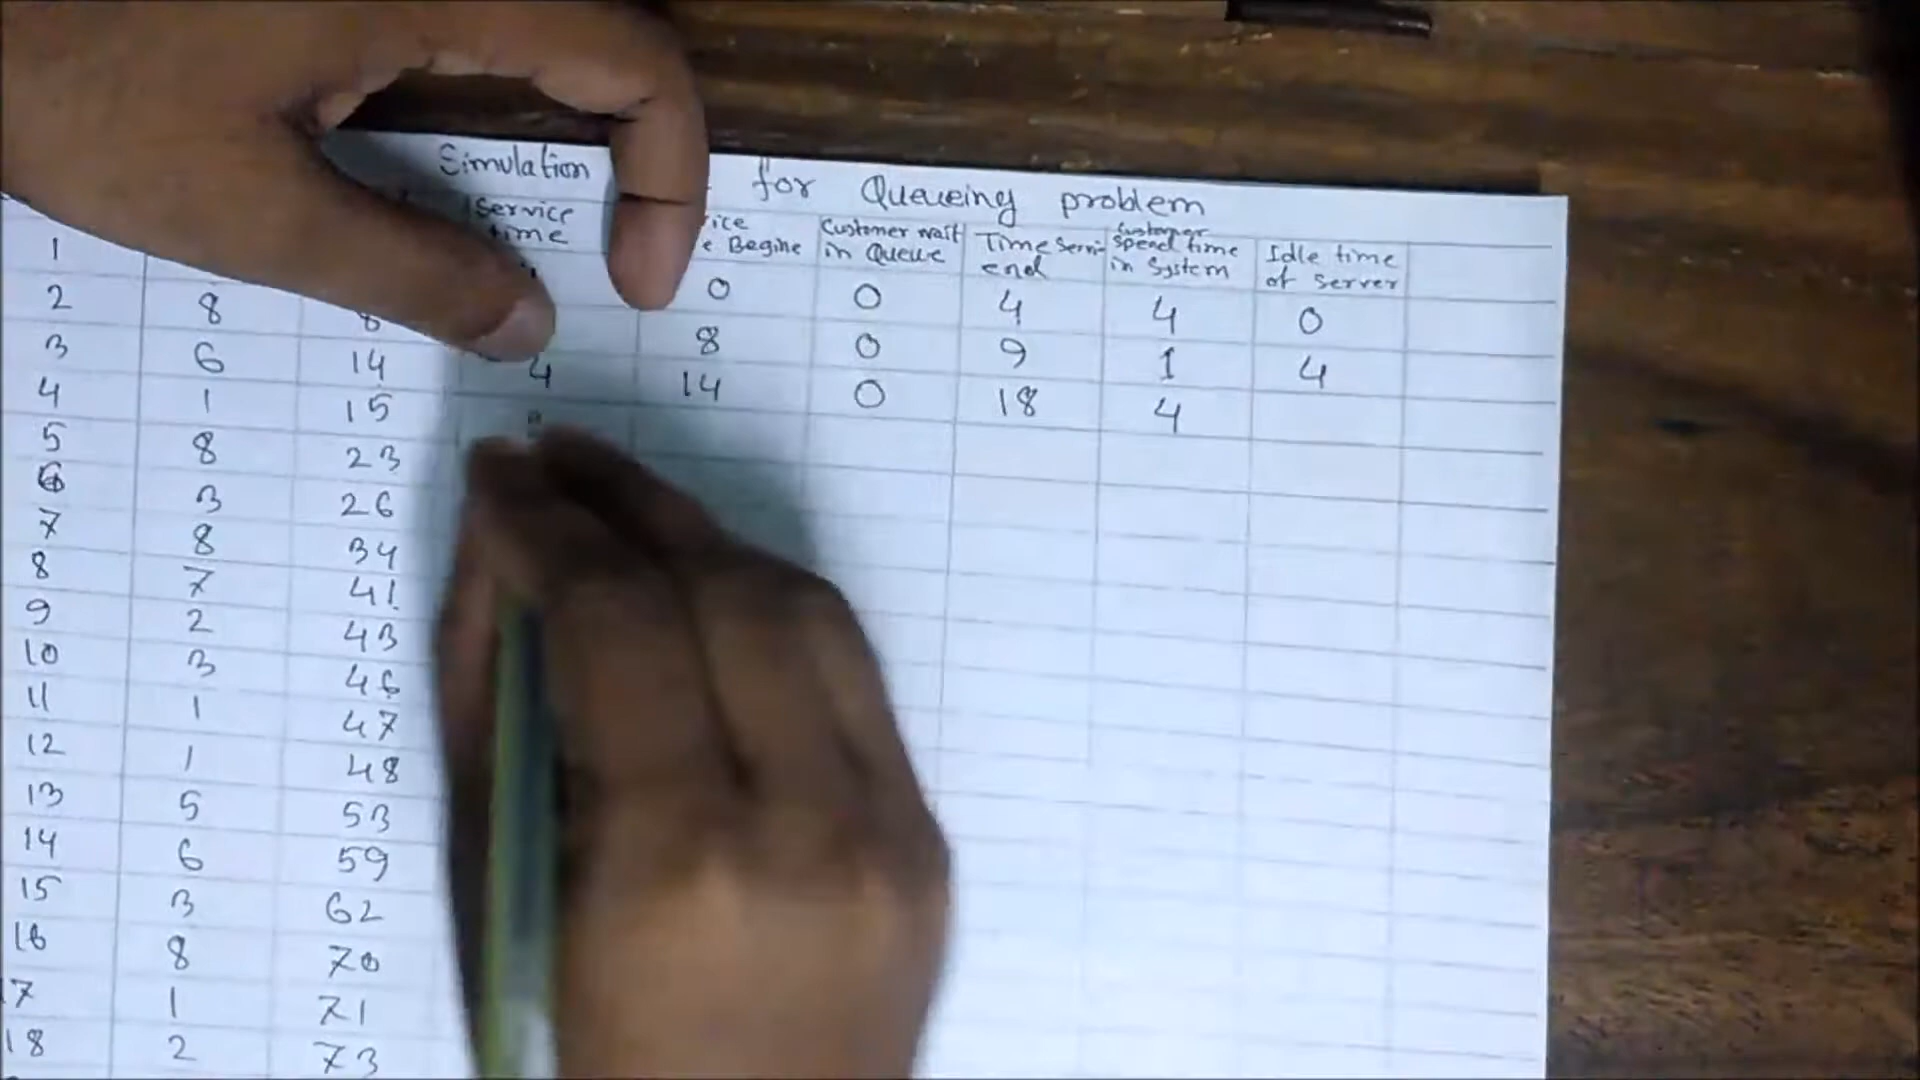 Simulation for Queueing problem
Service time Begine Customer wait in Queue Time Servi- end Customer Spend time in System Idle time of Server
1 0 0 4 4 0
2 8 8 8 0 9 1 4
3 6 14 4 14 0 18 4
4 1 15
5 8 23
6 3 26
7 8 34
8 7 41
9 2 43
10 3 46
11 1 47
12 1 48
13 5 53
14 6 59
15 3 62
16 8 70
17 1 71
18 2 73